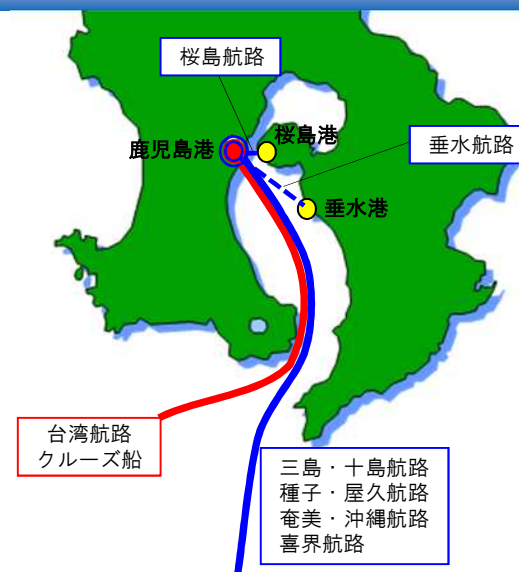 桜島航路
鹿児島港
桜島港
垂水航路
垂水港
台湾航路
クルーズ船
三島・十島航路
種子・屋久航路
奄美・沖縄航路
喜界航路